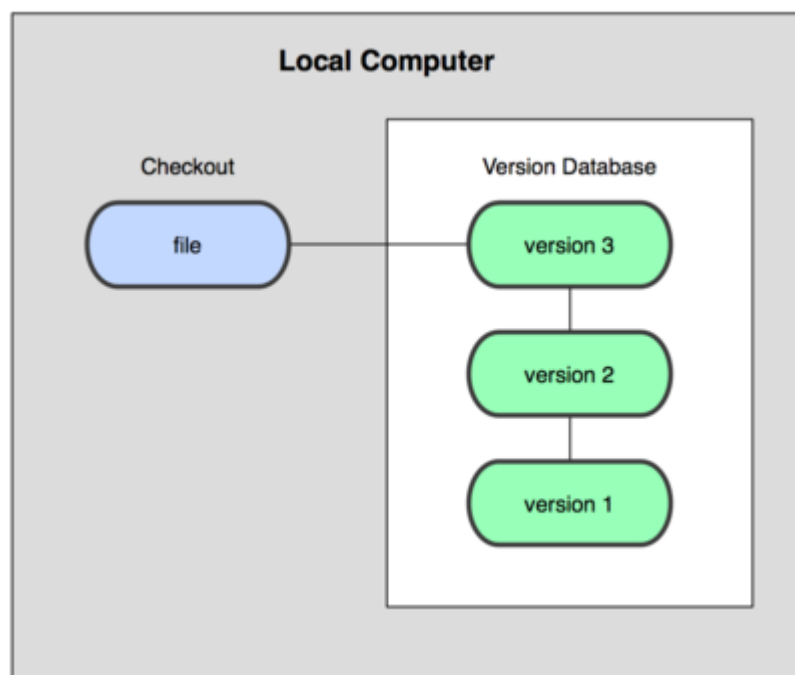 Local Computer
Checkout
Version Database
file
version 3
version 2
version 1